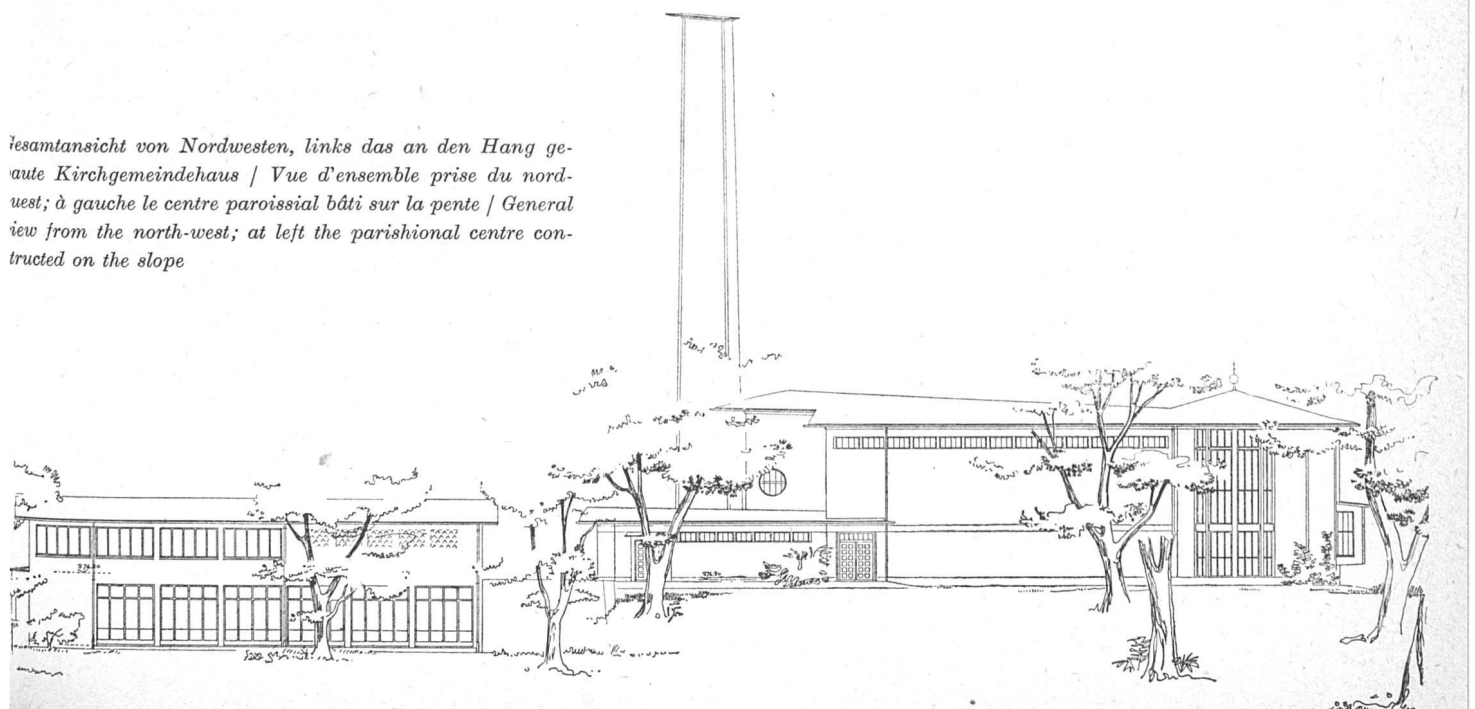 esamtansicht von Nordwesten, links das an den Hang ge-
aute Kirchgemeindehaus / Vue d'ensemble prise du nord-
uest; à gauche le centre paroissial bâti sur la pente / General
iew from the north-west; at left the parishional centre con-
tructed on the slope